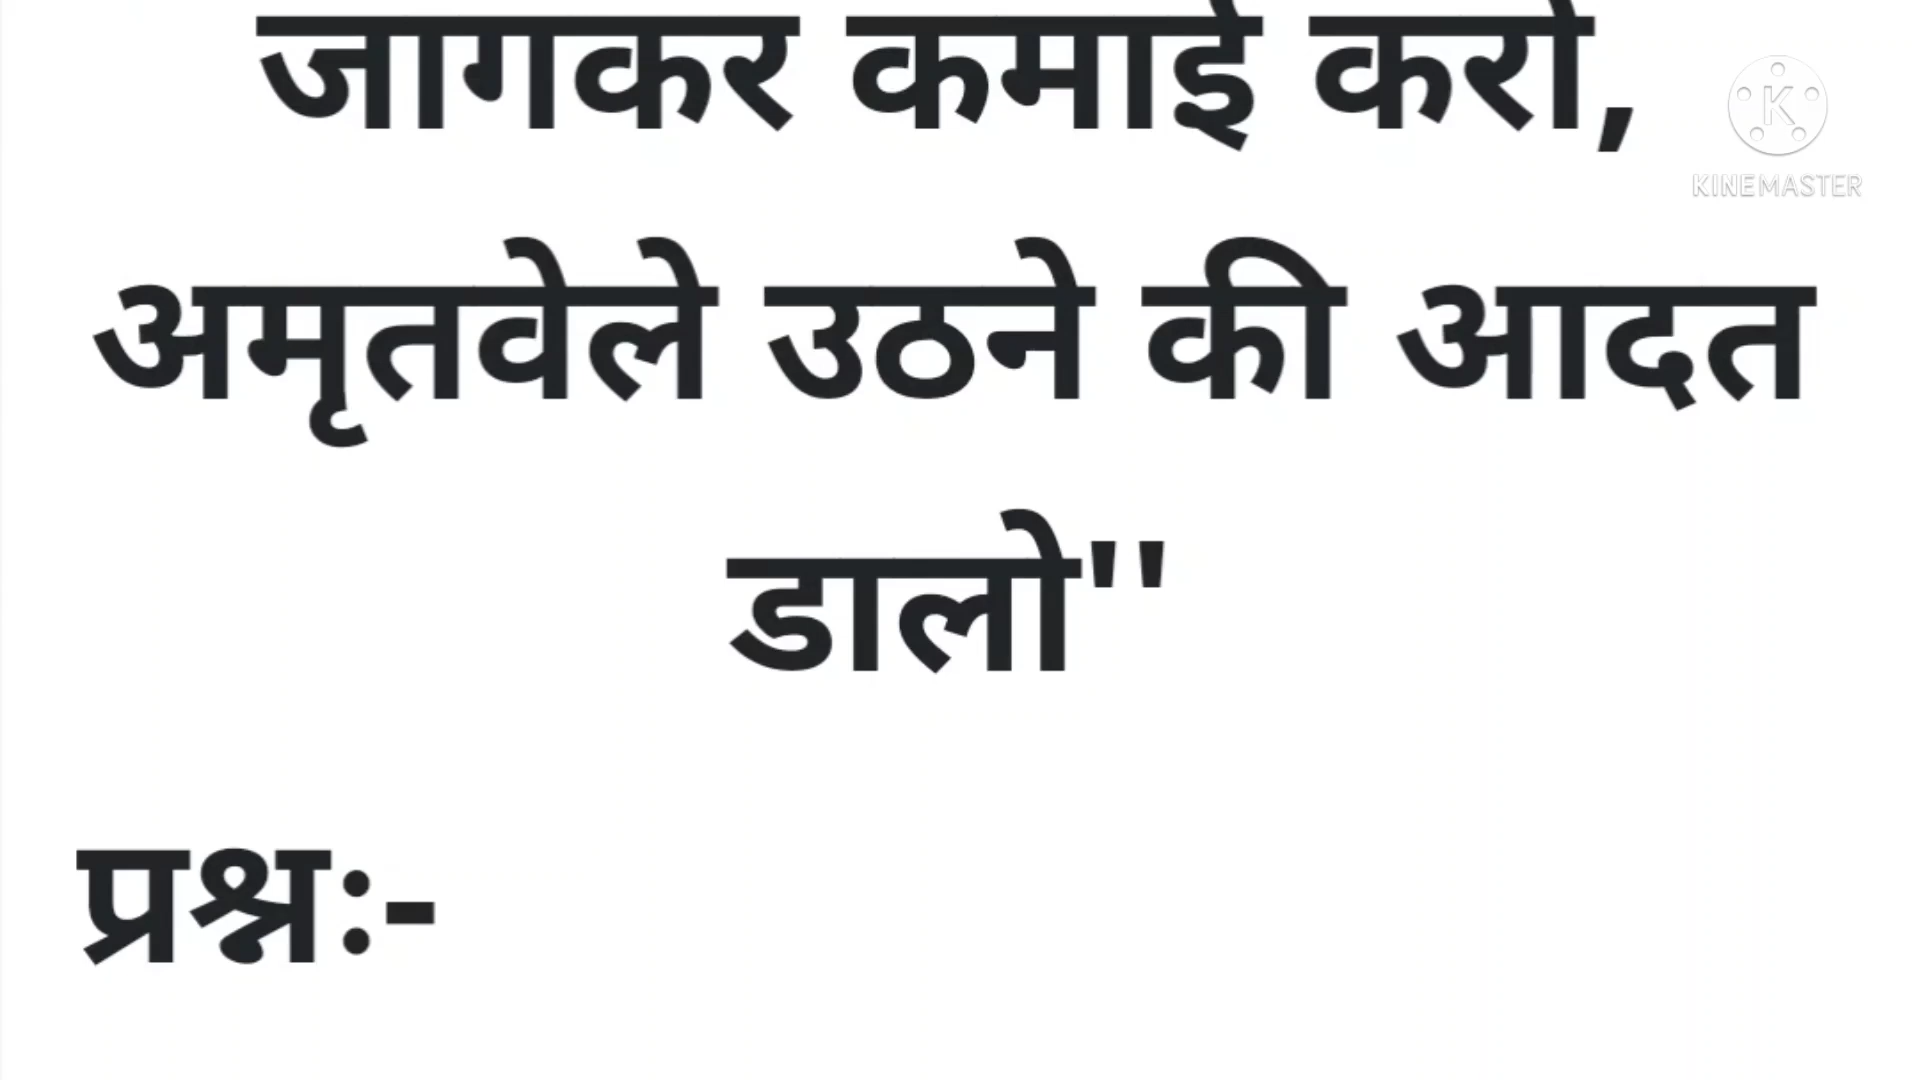 जागकर कमाई करो,
K
KINEMASTER
अमृतवेले उठने की आदत
डालो''
प्रश्नः-